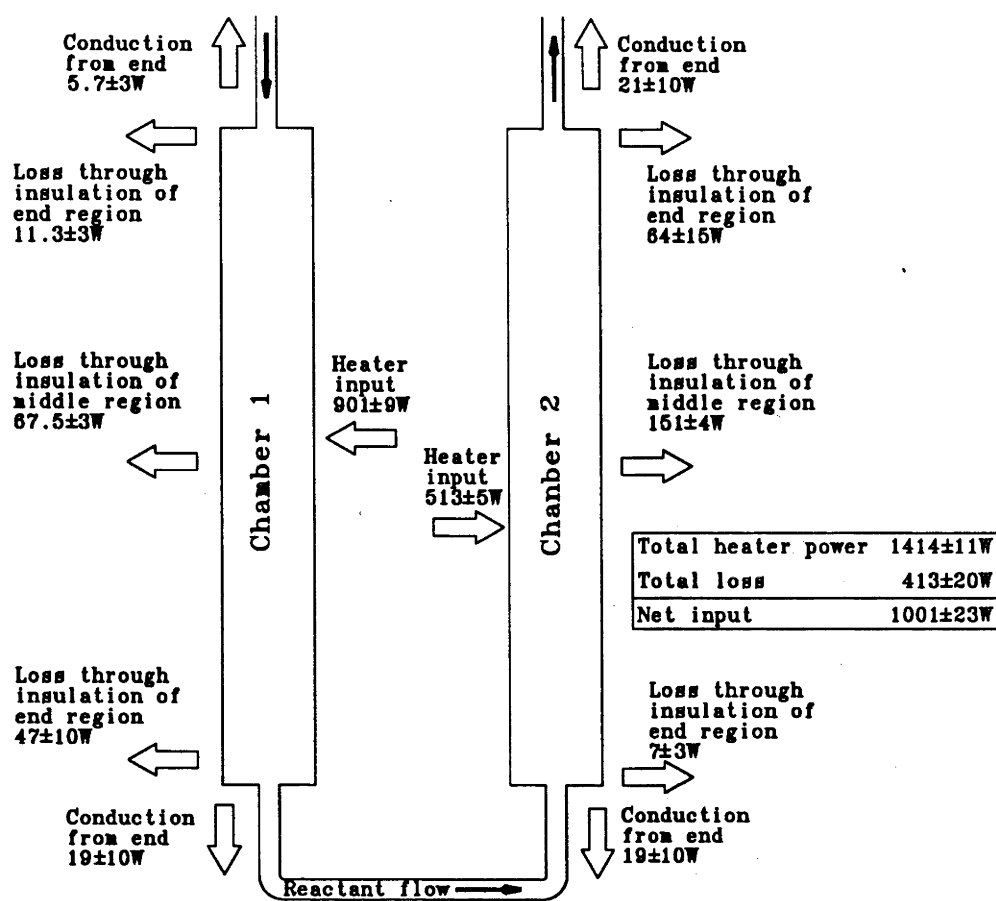 Conduction
from end
5.7±3W
Conduction
from end
21±10W
Loss through
insulation of
end region
11.3±3W
Loss through
insulation of
end region
64±15W
Loss through
insulation of
middle region
67.5±3W
Heater
input
901±9W
Loss through
insulation of
middle region
151±4W
Chamber 1
Heater
input
513±5W
Chanber 2
Total heater power 1414±11W
Total loss 413±20W
Net input 1001±23W
Loss through
insulation of
end region
47±10W
Loss through
insulation of
end region
7±3W
Conduction
from end
19±10W
Conduction
from end
19±10W
Reactant flow